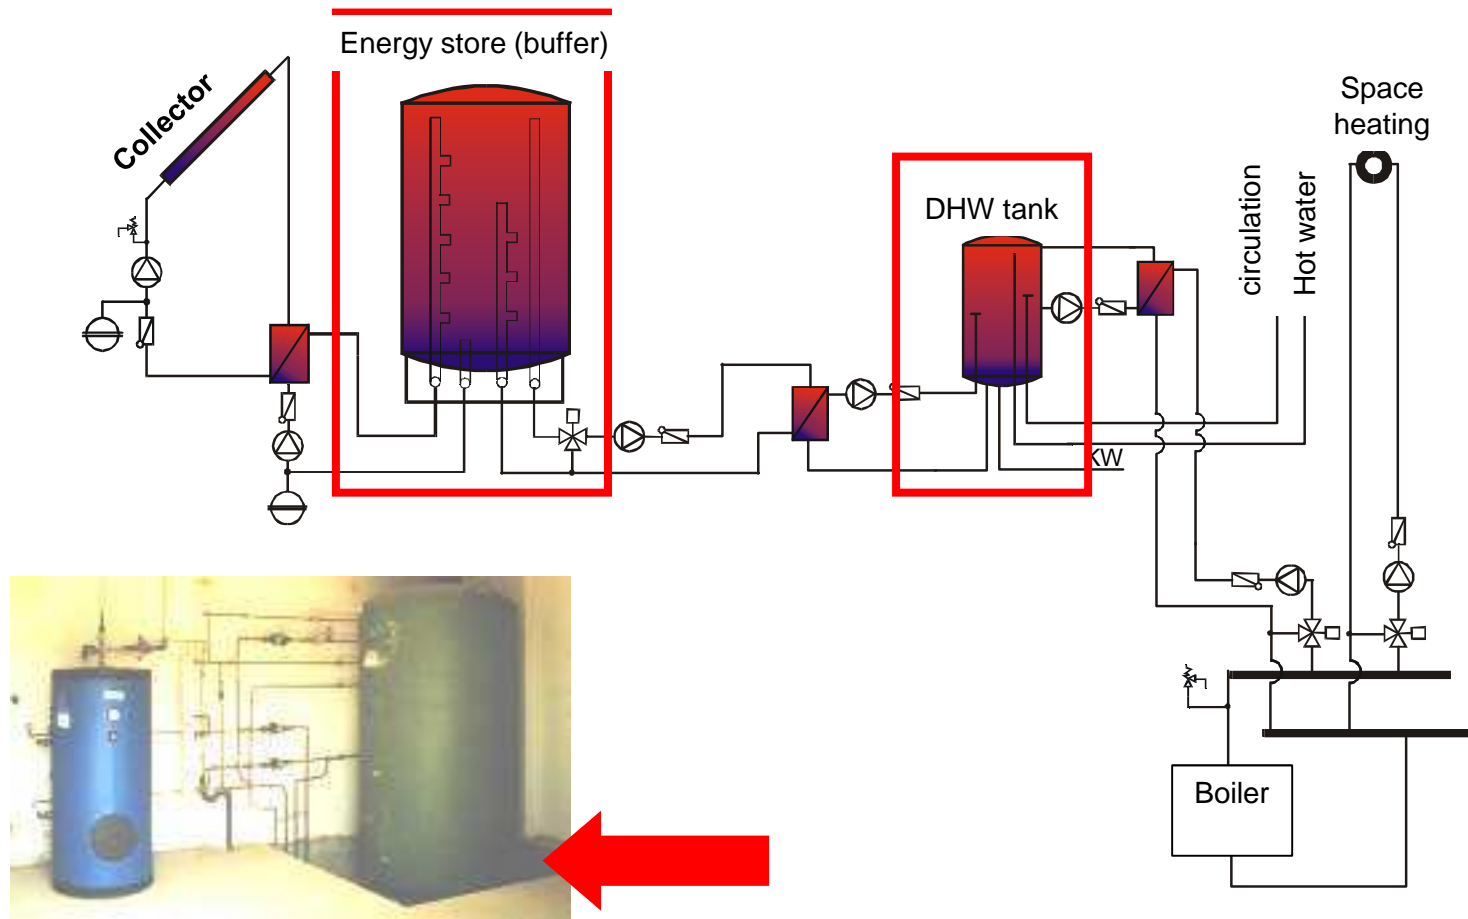 Energy store (buffer)
Collector
Space
heating
DHW tank
circulation
Hot water
KW
Boiler